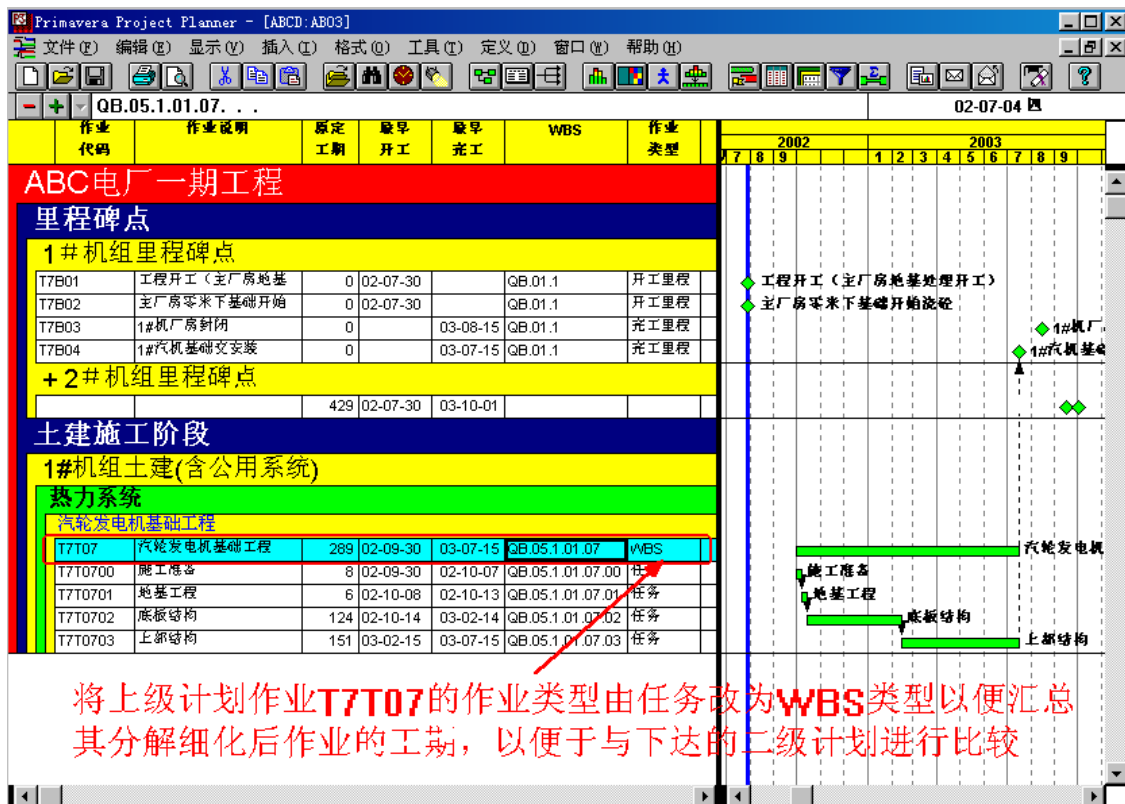 Primavera Project Planner - [ABCD:AB03]
文件(F) 编辑(E) 显示(V) 插入(I) 格式(O) 工具(T) 定义(D) 窗口(W) 帮助(H)
QB.05.1.01.07. . . 02-07-04 四
作业代码 作业说明 原定工期 最早开工 最早完工 WBS 作业类型
2002 2003
7 8 9 1 2 3 4 5 6 7 8 9
ABC电厂一期工程
里程碑点
1＃机组里程碑点
T7B01 工程开工（主厂房地基 0 02-07-30 QB.01.1 开工里程 工程开工（主厂房地基处理开工）
T7B02 主厂房零米下基础开始 0 02-07-30 QB.01.1 开工里程 主厂房零米下基础开始浇砼
T7B03 1#机厂房封闭 0 03-08-15 QB.01.1 完工里程 1#机厂
T7B04 1#汽机基础交安装 0 03-07-15 QB.01.1 完工里程 1#汽机基础
+2＃机组里程碑点
429 02-07-30 03-10-01
土建施工阶段
1#机组土建(含公用系统)
热力系统
汽轮发电机基础工程
T7T07 汽轮发电机基础工程 289 02-09-30 03-07-15 QB.05.1.01.07 WBS 汽轮发电机
T7T0700 施工准备 8 02-09-30 02-10-07 QB.05.1.01.07.00 任务 施工准备
T7T0701 地基工程 6 02-10-08 02-10-13 QB.05.1.01.07.01 任务 地基工程
T7T0702 底板结构 124 02-10-14 03-02-14 QB.05.1.01.07.02 任务 底板结构
T7T0703 上部结构 151 03-02-15 03-07-15 QB.05.1.01.07.03 任务 上部结构
将上级计划作业T7T07的作业类型由任务改为WBS类型以便汇总
其分解细化后作业的工期，以便于与下达的二级计划进行比较